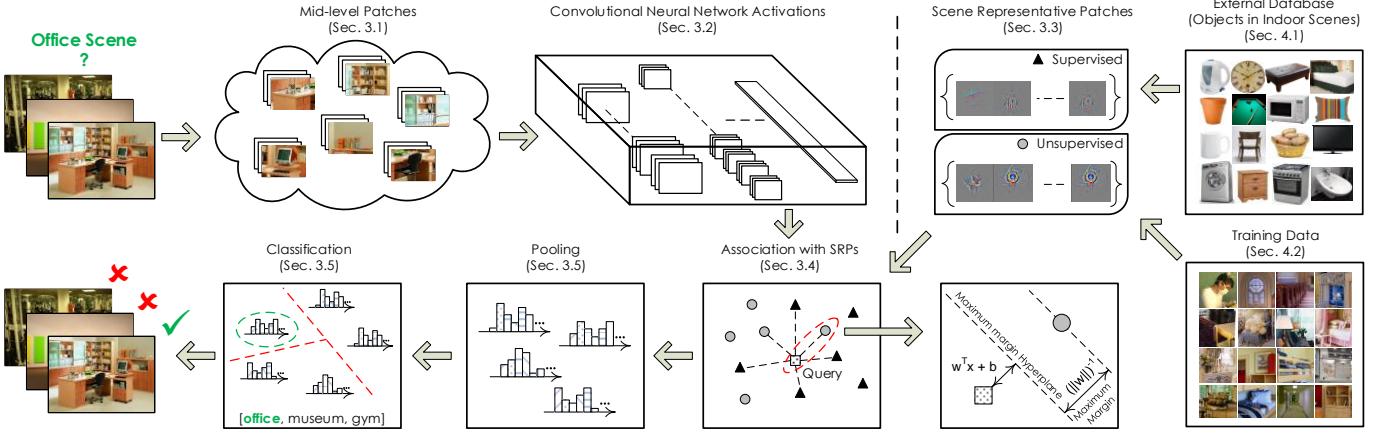 Mid-level Patches
(Sec. 3.1)
Convolutional Neural Network Activations
(Sec. 3.2)
Scene Representative Patches
(Sec. 3.3)
External Database
(Objects in Indoor Scenes)
(Sec. 4.1)
Office Scene
?
Supervised
Unsupervised
Classification
(Sec. 3.5)
Pooling
(Sec. 3.5)
Association with SRPs
(Sec. 3.4)
Training Data
(Sec. 4.2)
Query
[office, museum, gym]
Maximum margin Hyperplane
wᵀx + b
(||w||)⁻¹
Maximum
Margin